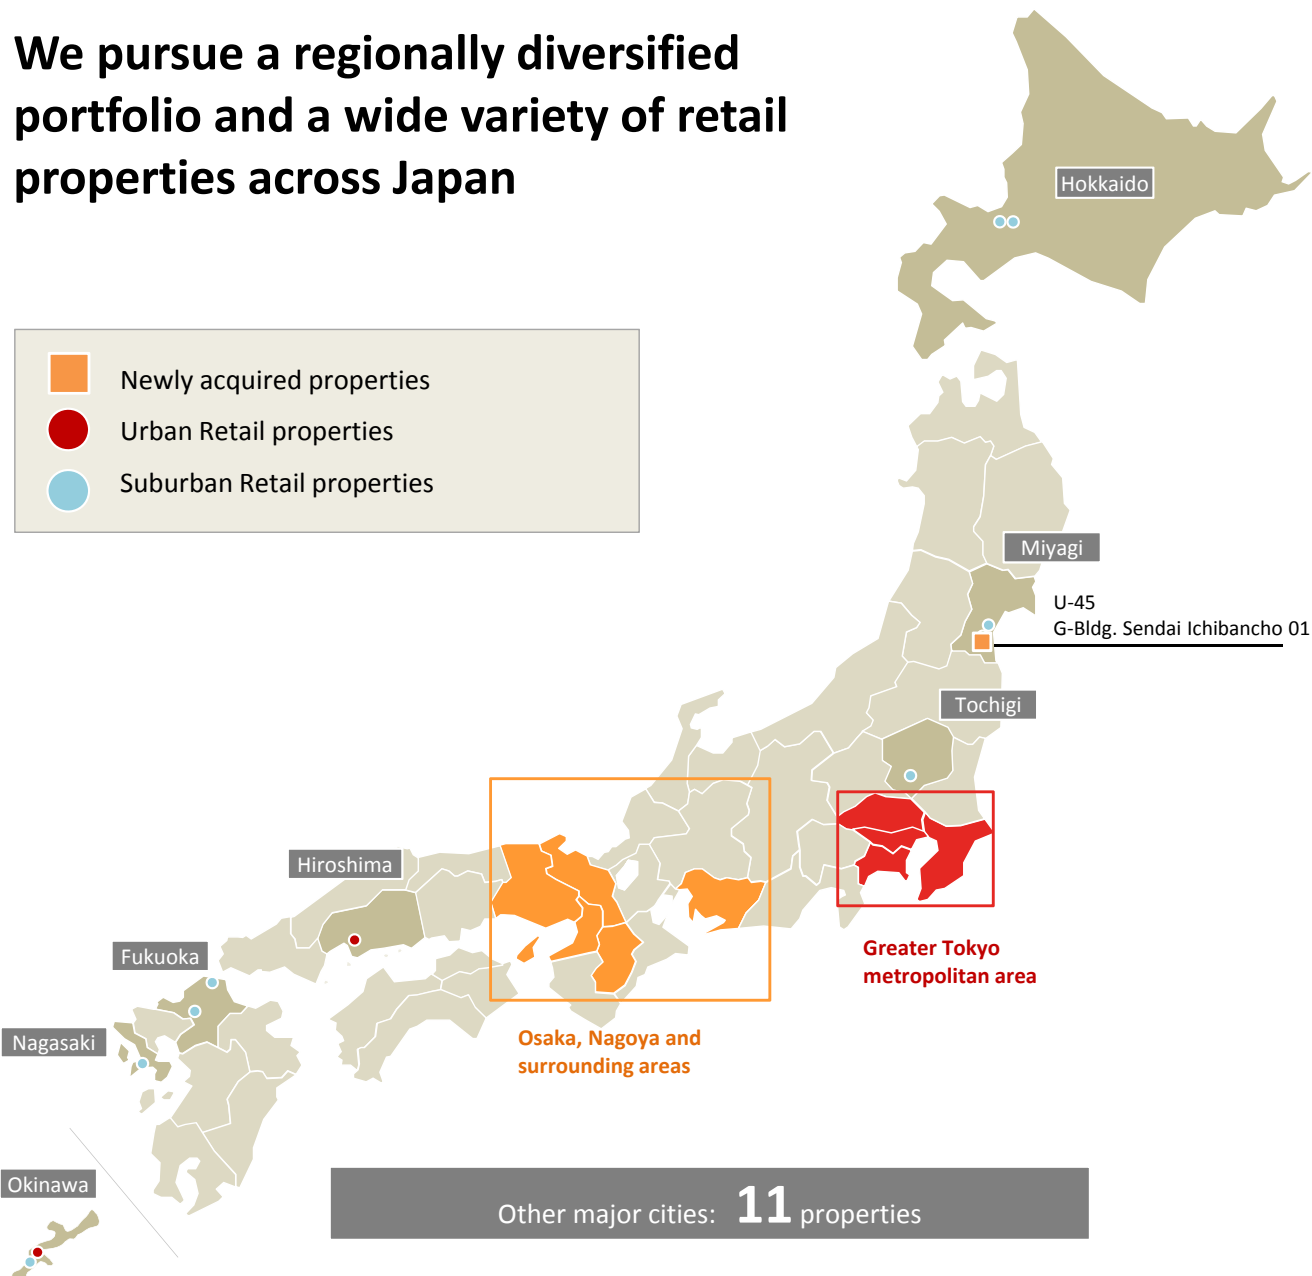 We pursue a regionally diversified
portfolio and a wide variety of retail
properties across Japan
Hokkaido
Newly acquired properties
Urban Retail properties
Suburban Retail properties
Miyagi
U-45
G-Bldg. Sendai Ichibancho 01
Tochigi
Hiroshima
Greater Tokyo
metropolitan area
Fukuoka
Nagasaki
Osaka, Nagoya and
surrounding areas
Okinawa
Other major cities: 11 properties